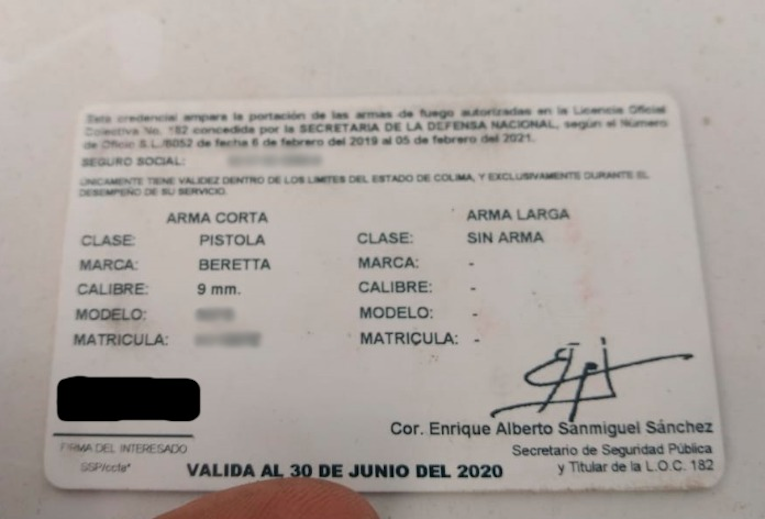 Esta credencial ampara la portación de las armas de fuego autorizadas en la Licencia Oficial
Colectiva No. 182 concedida por la SECRETARIA DE LA DEFENSA NACIONAL, según el Número
de Oficio S.L./6052 de fecha 6 de febrero del 2019 al 05 de febrero del 2021.
SEGURO SOCIAL:
ÚNICAMENTE TIENE VALIDEZ DENTRO DE LOS LIMITES DEL ESTADO DE COLIMA, Y EXCLUSIVAMENTE DURANTE EL
DESEMPEÑO DE SU SERVICIO.
ARMA CORTA
CLASE: PISTOLA
MARCA: BERETTA
CALIBRE: 9 mm.
MODELO:
MATRICULA:
ARMA LARGA
CLASE: SIN ARMA
MARCA: -
CALIBRE: -
MODELO: -
MATRIĆULA: -
FIRMA DEL INTERESADO
SSP/ccfa*
Cor. Enrique Alberto Sanmiguel Sánchez
Secretario de Seguridad Pública
y Titular de la L.O.C. 182
VALIDA AL 30 DE JUNIO DEL 2020